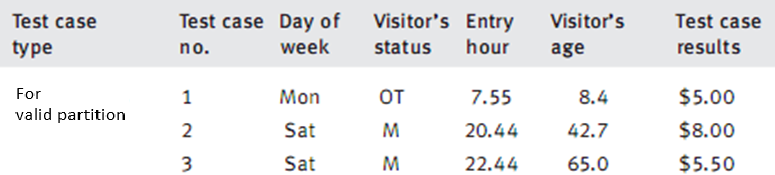 Test case Test case Day of Visitor's Entry Visitor's Test case
type no. week status hour age results
For 1 Mon OT 7.55 8.4 $5.00
valid partition
2 Sat M 20.44 42.7 $8.00
3 Sat M 22.44 65.0 $5.50